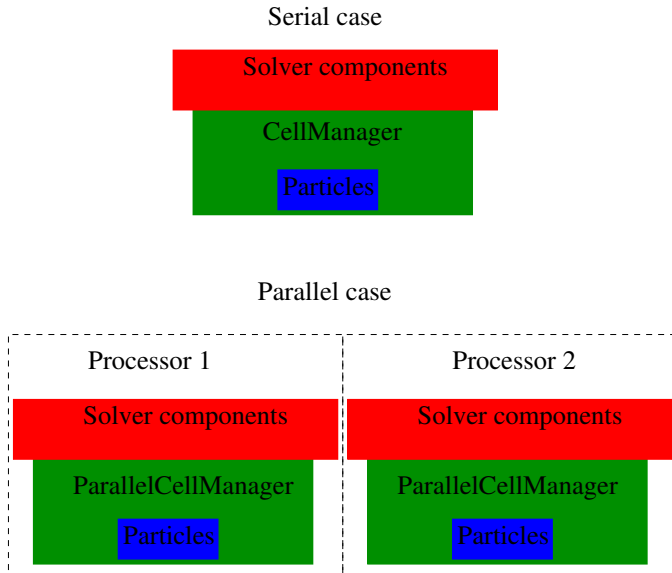 Serial case
Solver components
CellManager
Particles
Parallel case
Processor 1
Processor 2
Solver components
Solver components
ParallelCellManager
ParallelCellManager
Particles
Particles